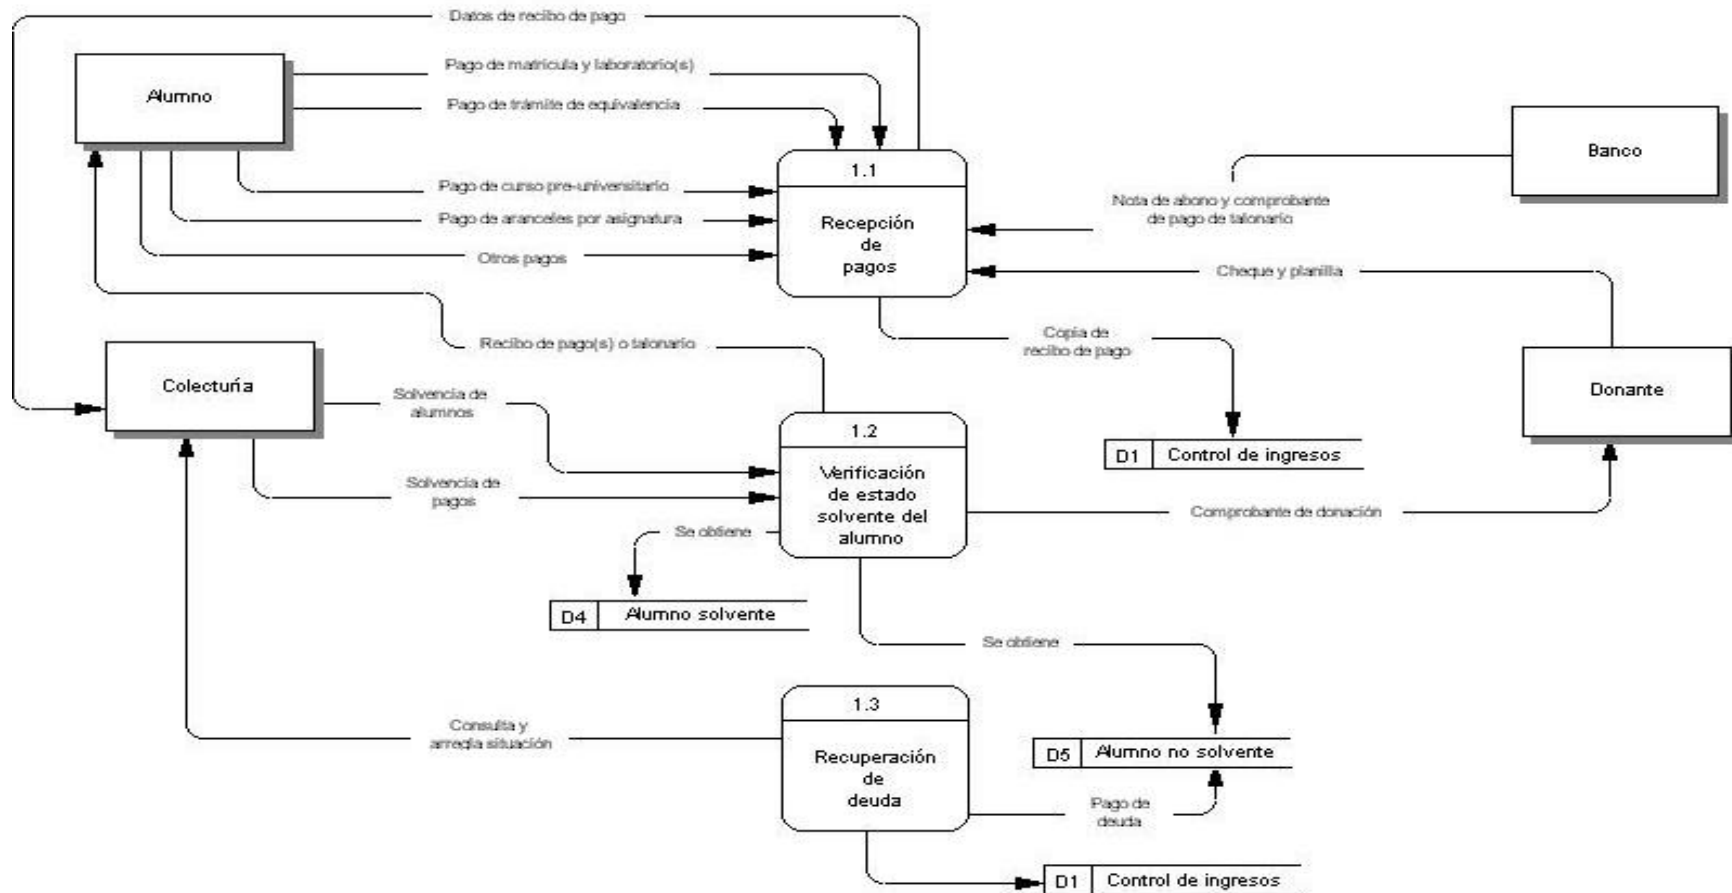 Datos de recibo de pago
Alumno
Pago de matrícula y laboratorio(s)
Pago de trámite de equivalencia
Banco
1.1
Recepción
de
pagos
Pago de curso pre-universitario
Pago de aranceles por asignatura
Otros pagos
Nota de abono y comprobante
de pago de talonario
Cheque y planilla
Recibo de pago(s) o talonario
Copia de
recibo de pago
Colecturía
Donante
Solvencia de
alumnos
Solvencia de
pagos
1.2
Verificación
de estado
solvente del
alumno
D1 Control de ingresos
Comprobante de donación
Se obtiene
D4 Alumno solvente
Se obtiene
1.3
Recuperación
de
deuda
Consulta y
arregla situación
D5 Alumno no solvente
Pago de
deuda
D1 Control de ingresos